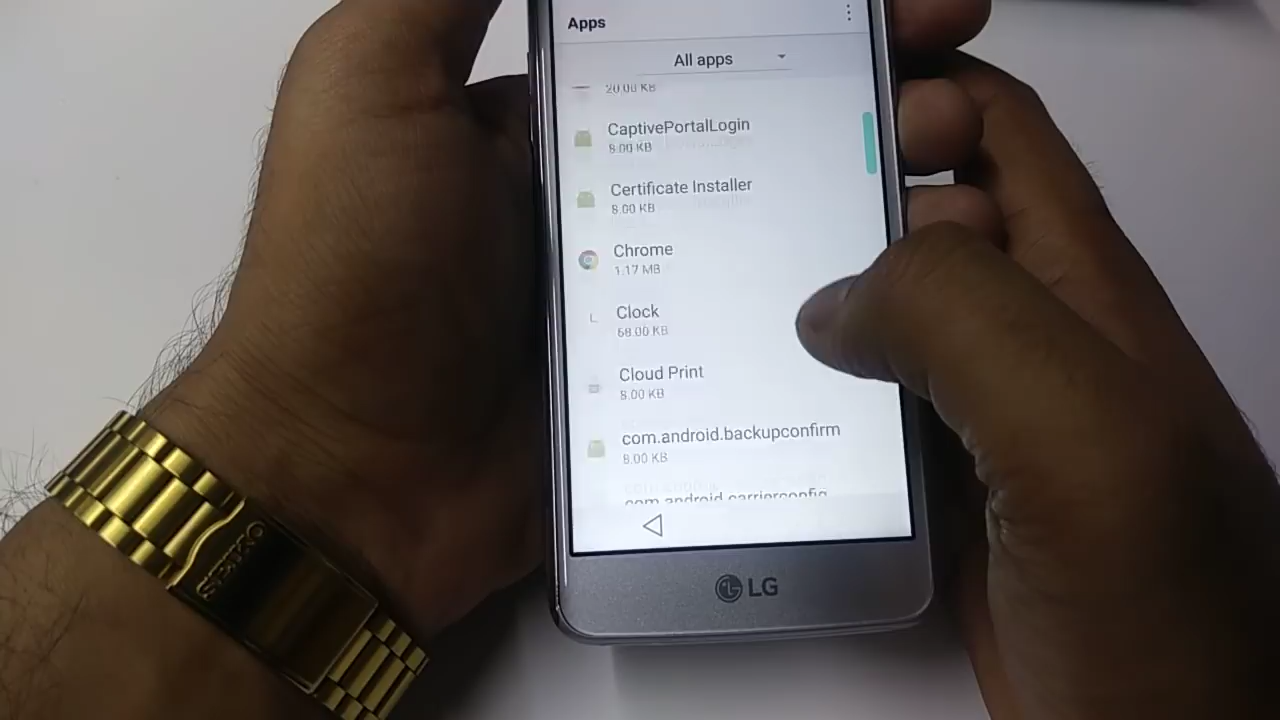 Apps
All apps
20.00 KB
CaptivePortalLogin
8.00 KB
Certificate Installer
8.00 KB
Chrome
1.17 MB
Clock
68.00 KB
Cloud Print
8.00 KB
com.android.backupconfirm
8.00 KB
com.android.carrierconfig
LG
SEIKO